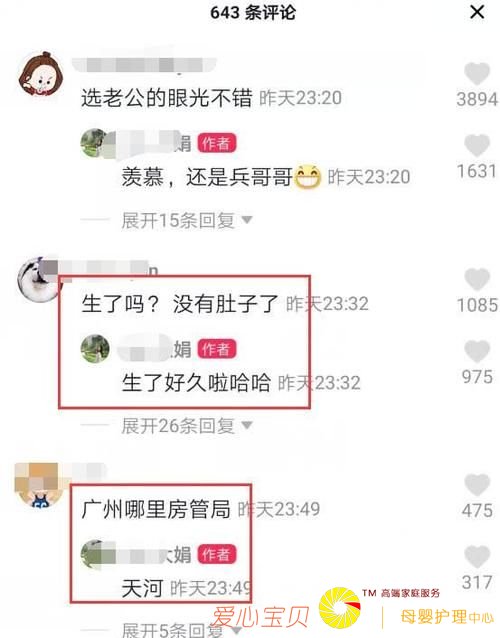 643 条评论
选老公的眼光不错 昨天23:20
3894
娟 作者
羡慕，还是兵哥哥😆 昨天23:20
1631
展开15条回复
生了吗？ 没有肚子了 昨天23:32
1085
娟 作者
生了好久啦哈哈 昨天23:32
975
展开26条回复
广州哪里房管局 昨天23:49
475
娟 作者
天河 昨天23:49
317
展开5条回复
爱心宝贝
TM 高端家庭服务
母婴护理中心